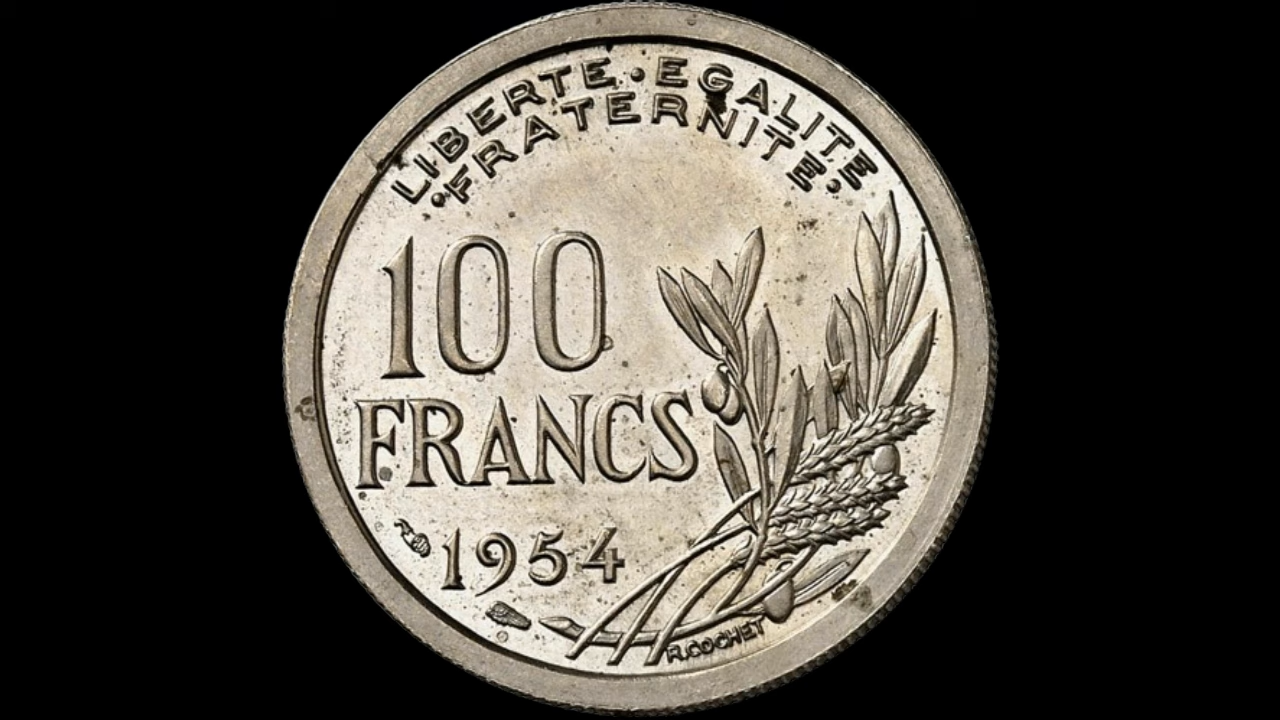 LIBERTE·EGALITE
·FRATERNITE·
100
FRANCS
1954
R.COCHET